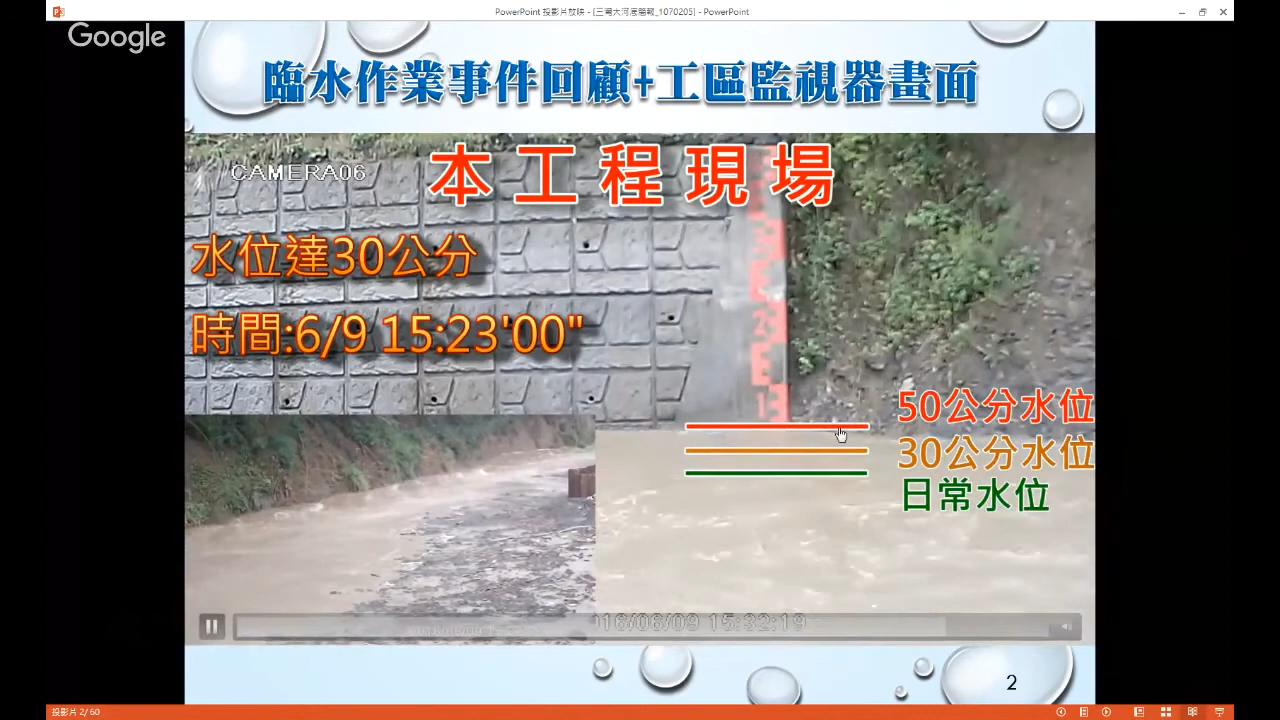 PowerPoint 投影片放映 - [三灣大河底簡報_1070205] - PowerPoint
Google
臨水作業事件回顧+工區監視器畫面
CAMERA06
本工程現場
水位達30公分
時間:6/9 15:23'00"
50公分水位
30公分水位
日常水位
016/06/09 15:32:19
2
投影片 2/60